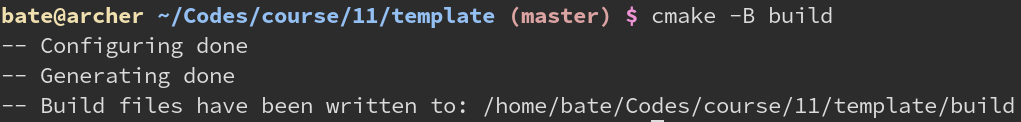 bate@archer ~/Codes/course/11/template (master) $ cmake -B build
-- Configuring done
-- Generating done
-- Build files have been written to: /home/bate/Codes/course/11/template/build